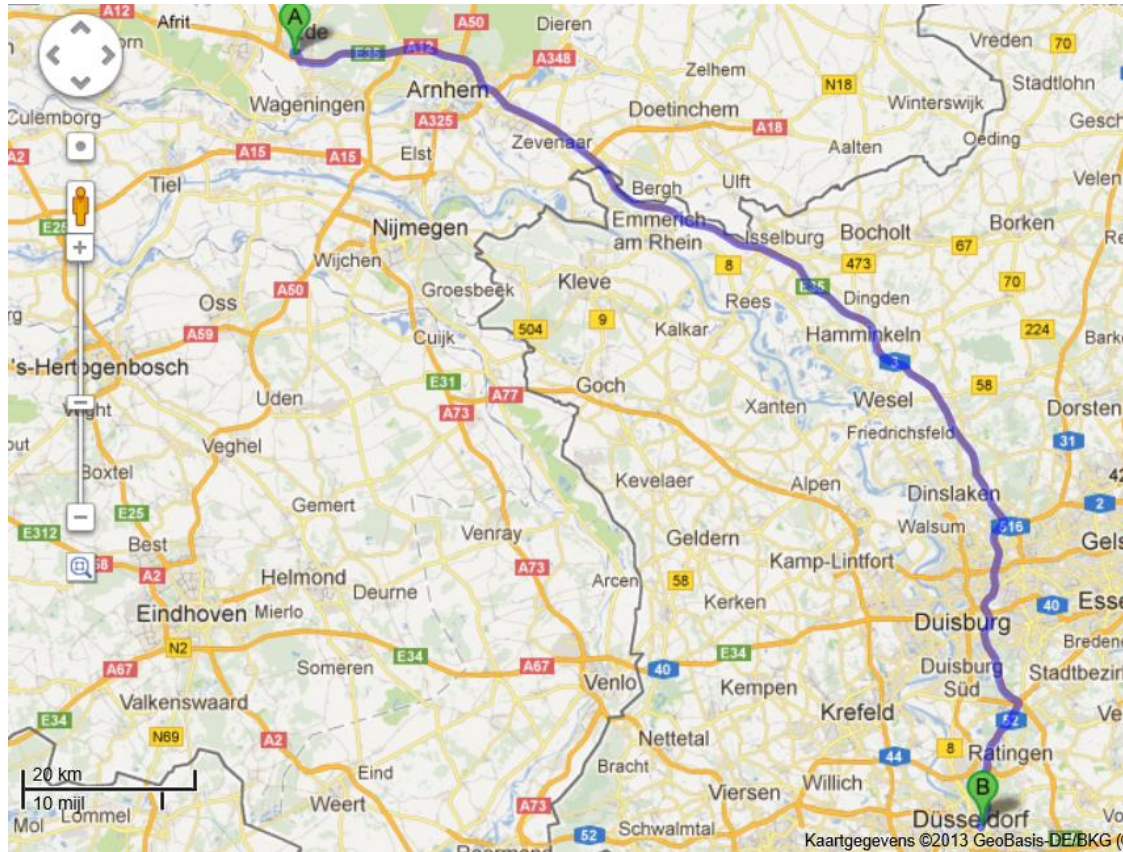 Afrit
A12
A50
Dieren
Vreden
70
A
E35
A12
A348
Zelhem
N18
Stadtlohn
Wageningen
Arnhem
Doetinchem
Winterswijk
Culemborg
A325
Zevenaar
A18
Oeding
A2
A15
A15
Elst
Aalten
Tiel
Bergh
Ulft
Nijmegen
Emmerich
am Rhein
Isselburg
Bocholt
Borken
67
Wijchen
8
473
Kleve
E35
70
A50
Groesbeek
Rees
Dingden
Oss
504
9
Kalkar
Hamminkeln
224
A59
Cuijk
3
's-Hertogenbosch
E31
A77
Goch
58
Uden
A73
Xanten
Wesel
Dorsten
Veghel
Friedrichsfeld
31
Boxtel
Kevelaer
Alpen
Gemert
Dinslaken
2
E25
Venray
Walsum
516
E312
Best
Geldern
A73
Kamp-Lintfort
A2
Helmond
Deurne
Arcen
58
Eindhoven
Mierlo
Kerken
40
Duisburg
N2
E34
E34
A67
Someren
A67
40
Duisburg
Süd
Venlo
Kempen
Valkenswaard
Krefeld
52
E34
N69
A2
Nettetal
8
Ratingen
20 km
Eind
Bracht
44
B
10 mijl
Weert
Viersen
Willich
Mol
Lommel
A73
52
Schwalmtal
Düsseldorf
Kaartgegevens ©2013 GeoBasis-DE/BKG (